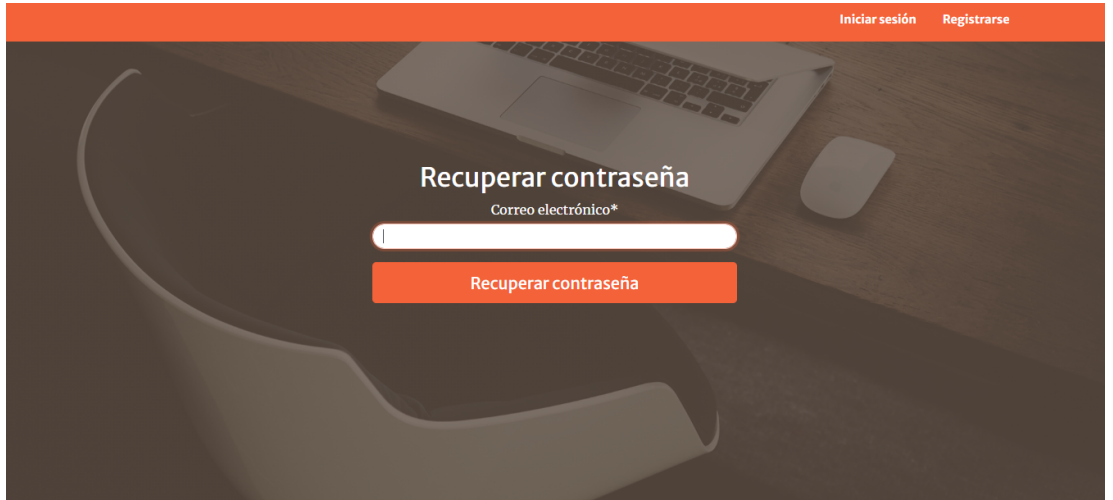 Iniciar sesión Registrarse
Recuperar contraseña
Correo electrónico*
Recuperar contraseña